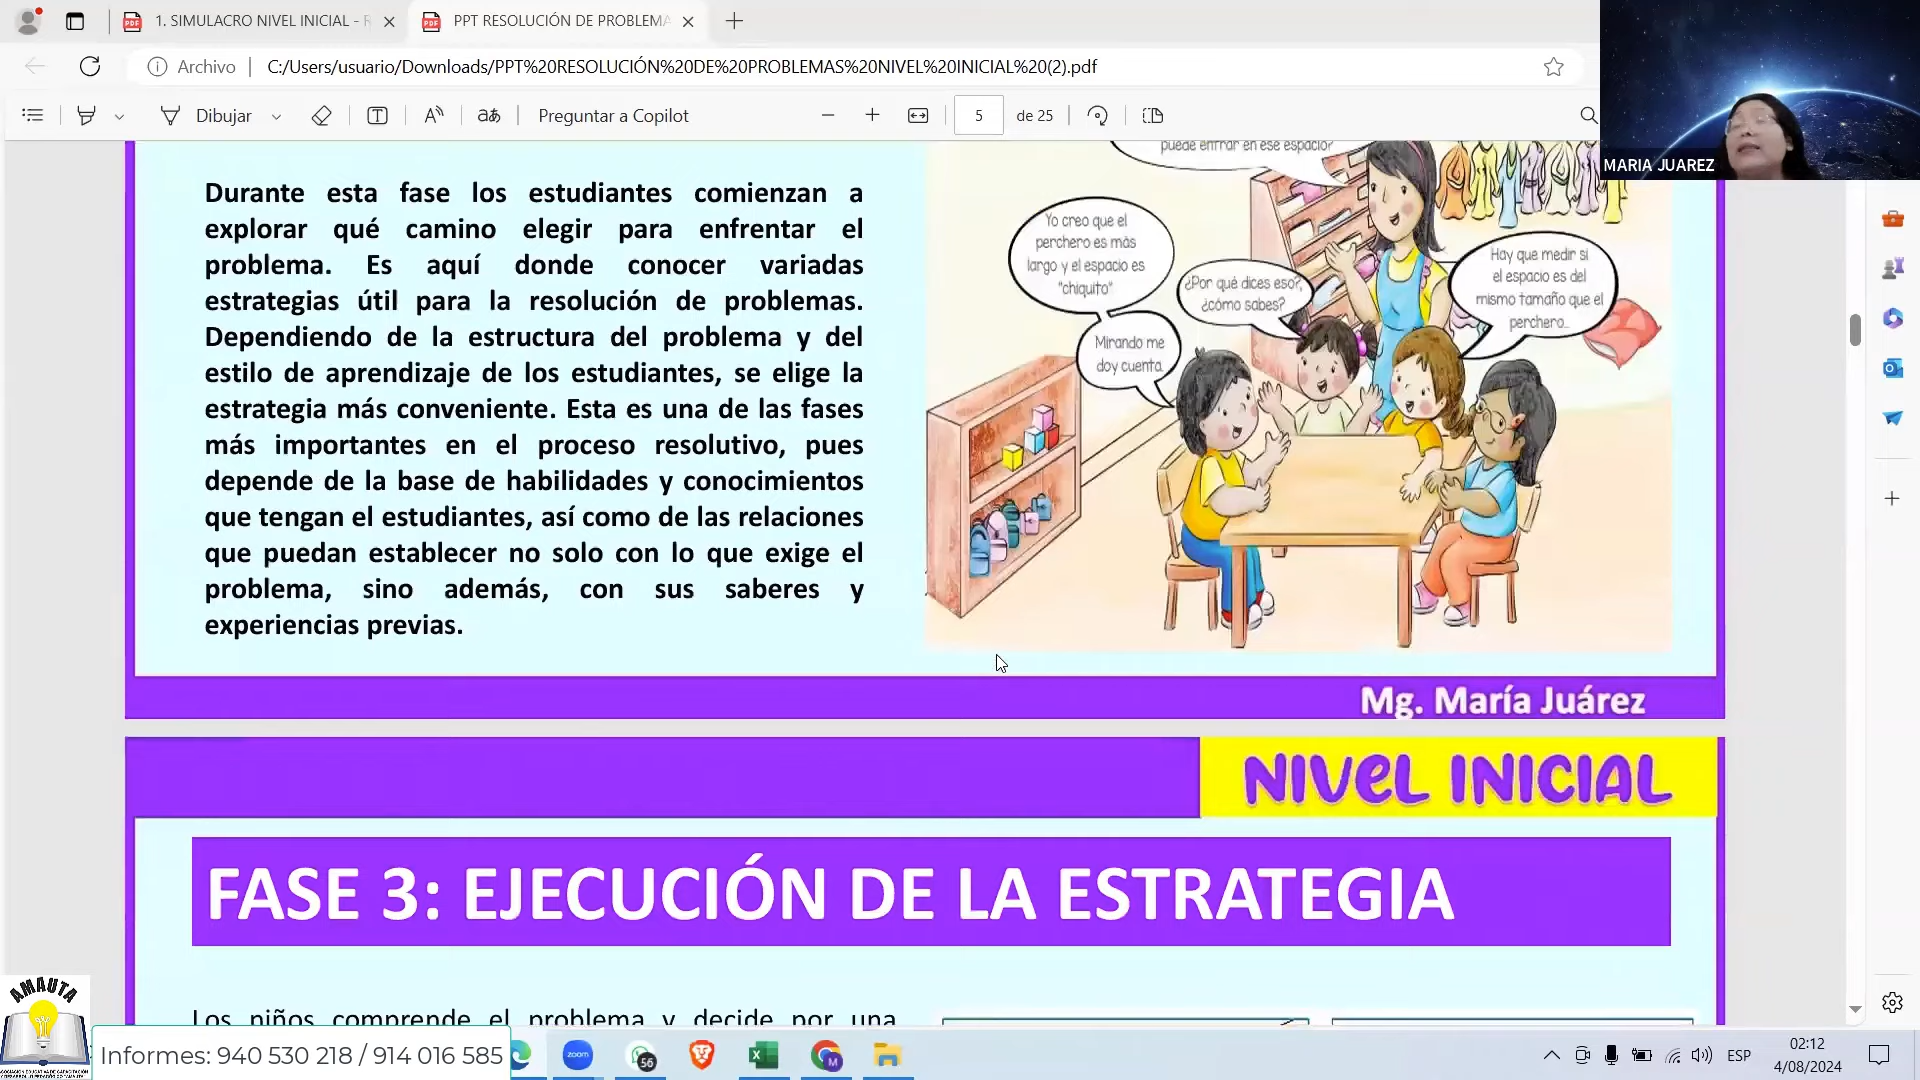 1. SIMULACRO NIVEL INICIAL - R
PPT RESOLUCIÓN DE PROBLEMA
Archivo
C:/Users/usuario/Downloads/PPT%20RESOLUCIÓN%20DE%20PROBLEMAS%20NIVEL%20INICIAL%20(2).pdf
Dibujar
Preguntar a Copilot
5
de 25
MARIA JUAREZ
puede entrar en ese espacio?
Durante esta fase los estudiantes comienzan a
explorar qué camino elegir para enfrentar el
problema. Es aquí donde conocer variadas
estrategias útil para la resolución de problemas.
Dependiendo de la estructura del problema y del
estilo de aprendizaje de los estudiantes, se elige la
estrategia más conveniente. Esta es una de las fases
más importantes en el proceso resolutivo, pues
depende de la base de habilidades y conocimientos
que tengan el estudiantes, así como de las relaciones
que puedan establecer no solo con lo que exige el
problema, sino además, con sus saberes y
experiencias previas.
Yo creo que el
perchero es más
largo y el espacio es
"chiquito"
¿Por qué dices eso?,
¿cómo sabes?
Mirando me
doy cuenta.
Hay que medir si
el espacio es del
mismo tamaño que el
perchero...
Mg. María Juárez
NIVEL INICIAL
FASE 3: EJECUCIÓN DE LA ESTRATEGIA
Los niños comprende el problema y decide por una
AMAUTA
Informes: 940 530 218 / 914 016 585
zoom
56
M
ESP
02:12
4/08/2024